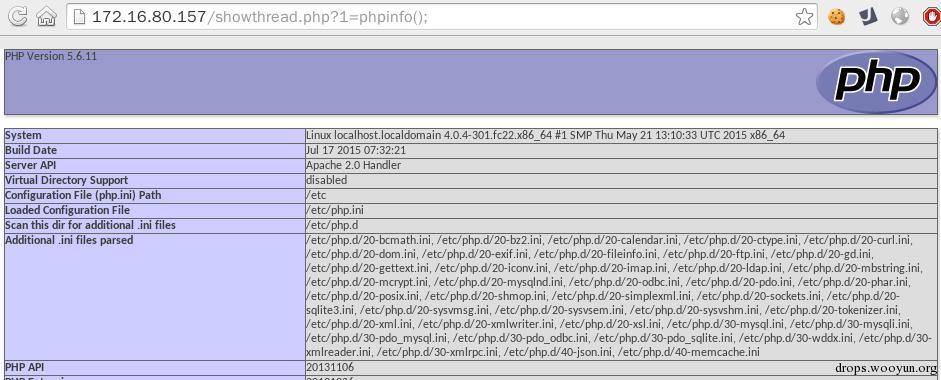 172.16.80.157/showthread.php?1=phpinfo();
PHP Version 5.6.11
php
System Linux localhost.localdomain 4.0.4-301.fc22.x86_64 #1 SMP Thu May 21 13:10:33 UTC 2015 x86_64
Build Date Jul 17 2015 07:32:21
Server API Apache 2.0 Handler
Virtual Directory Support disabled
Configuration File (php.ini) Path /etc
Loaded Configuration File /etc/php.ini
Scan this dir for additional .ini files /etc/php.d
Additional .ini files parsed /etc/php.d/20-bcmath.ini, /etc/php.d/20-bz2.ini, /etc/php.d/20-calendar.ini, /etc/php.d/20-ctype.ini, /etc/php.d/20-curl.ini,
/etc/php.d/20-dom.ini, /etc/php.d/20-exif.ini, /etc/php.d/20-fileinfo.ini, /etc/php.d/20-ftp.ini, /etc/php.d/20-gd.ini,
/etc/php.d/20-gettext.ini, /etc/php.d/20-iconv.ini, /etc/php.d/20-imap.ini, /etc/php.d/20-ldap.ini, /etc/php.d/20-mbstring.ini,
/etc/php.d/20-mcrypt.ini, /etc/php.d/20-mysqlnd.ini, /etc/php.d/20-odbc.ini, /etc/php.d/20-pdo.ini, /etc/php.d/20-phar.ini,
/etc/php.d/20-posix.ini, /etc/php.d/20-shmop.ini, /etc/php.d/20-simplexml.ini, /etc/php.d/20-sockets.ini, /etc/php.d/20-
sqlite3.ini, /etc/php.d/20-sysvmsg.ini, /etc/php.d/20-sysvsem.ini, /etc/php.d/20-sysvshm.ini, /etc/php.d/20-tokenizer.ini,
/etc/php.d/20-xml.ini, /etc/php.d/20-xmlwriter.ini, /etc/php.d/20-xsl.ini, /etc/php.d/30-mysql.ini, /etc/php.d/30-mysqli.ini,
/etc/php.d/30-pdo_mysql.ini, /etc/php.d/30-pdo_odbc.ini, /etc/php.d/30-pdo_sqlite.ini, /etc/php.d/30-wddx.ini, /etc/php.d/30-
xmlreader.ini, /etc/php.d/30-xmlrpc.ini, /etc/php.d/40-json.ini, /etc/php.d/40-memcache.ini
PHP API 20131106
drops.wooyun.org